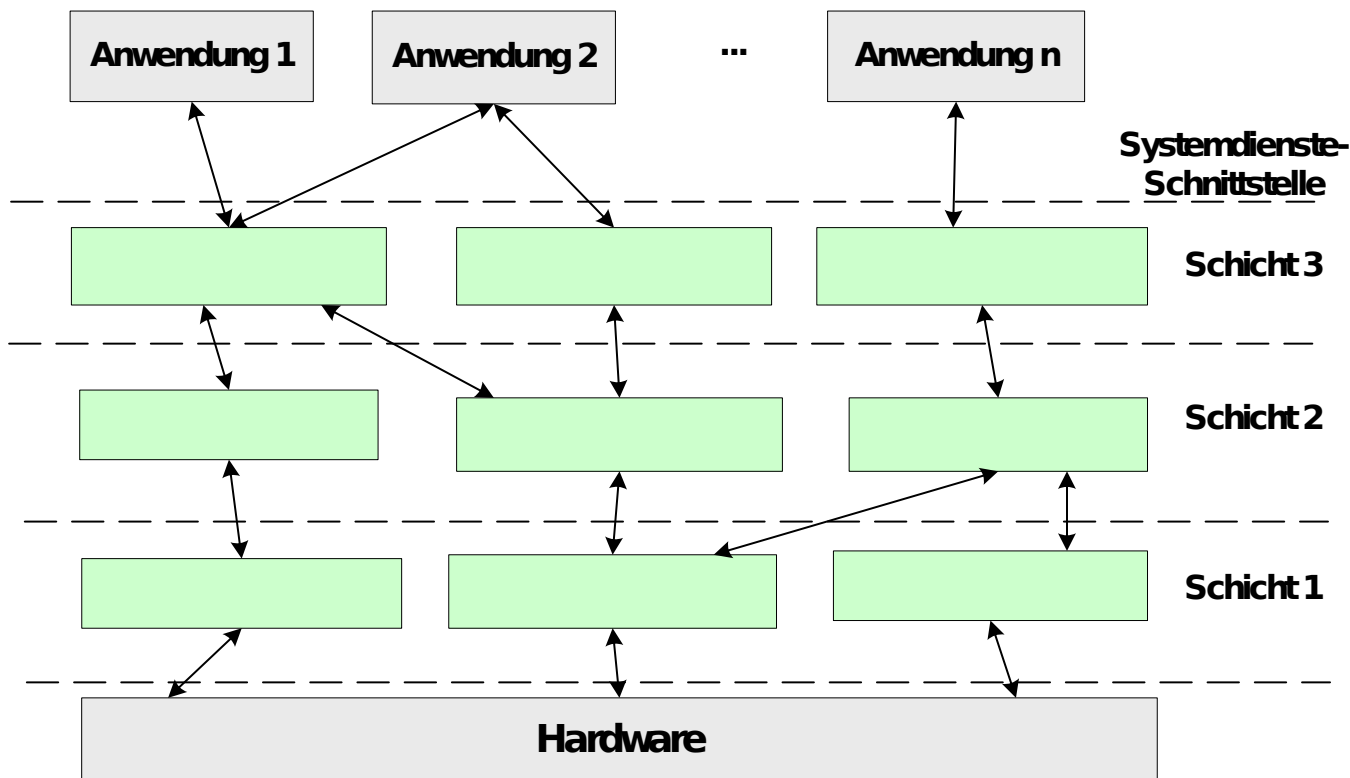 Anwendung 1
Anwendung 2
...
Anwendung n
Systemdienste-
Schnittstelle
Schicht 3
Schicht 2
Schicht 1
Hardware